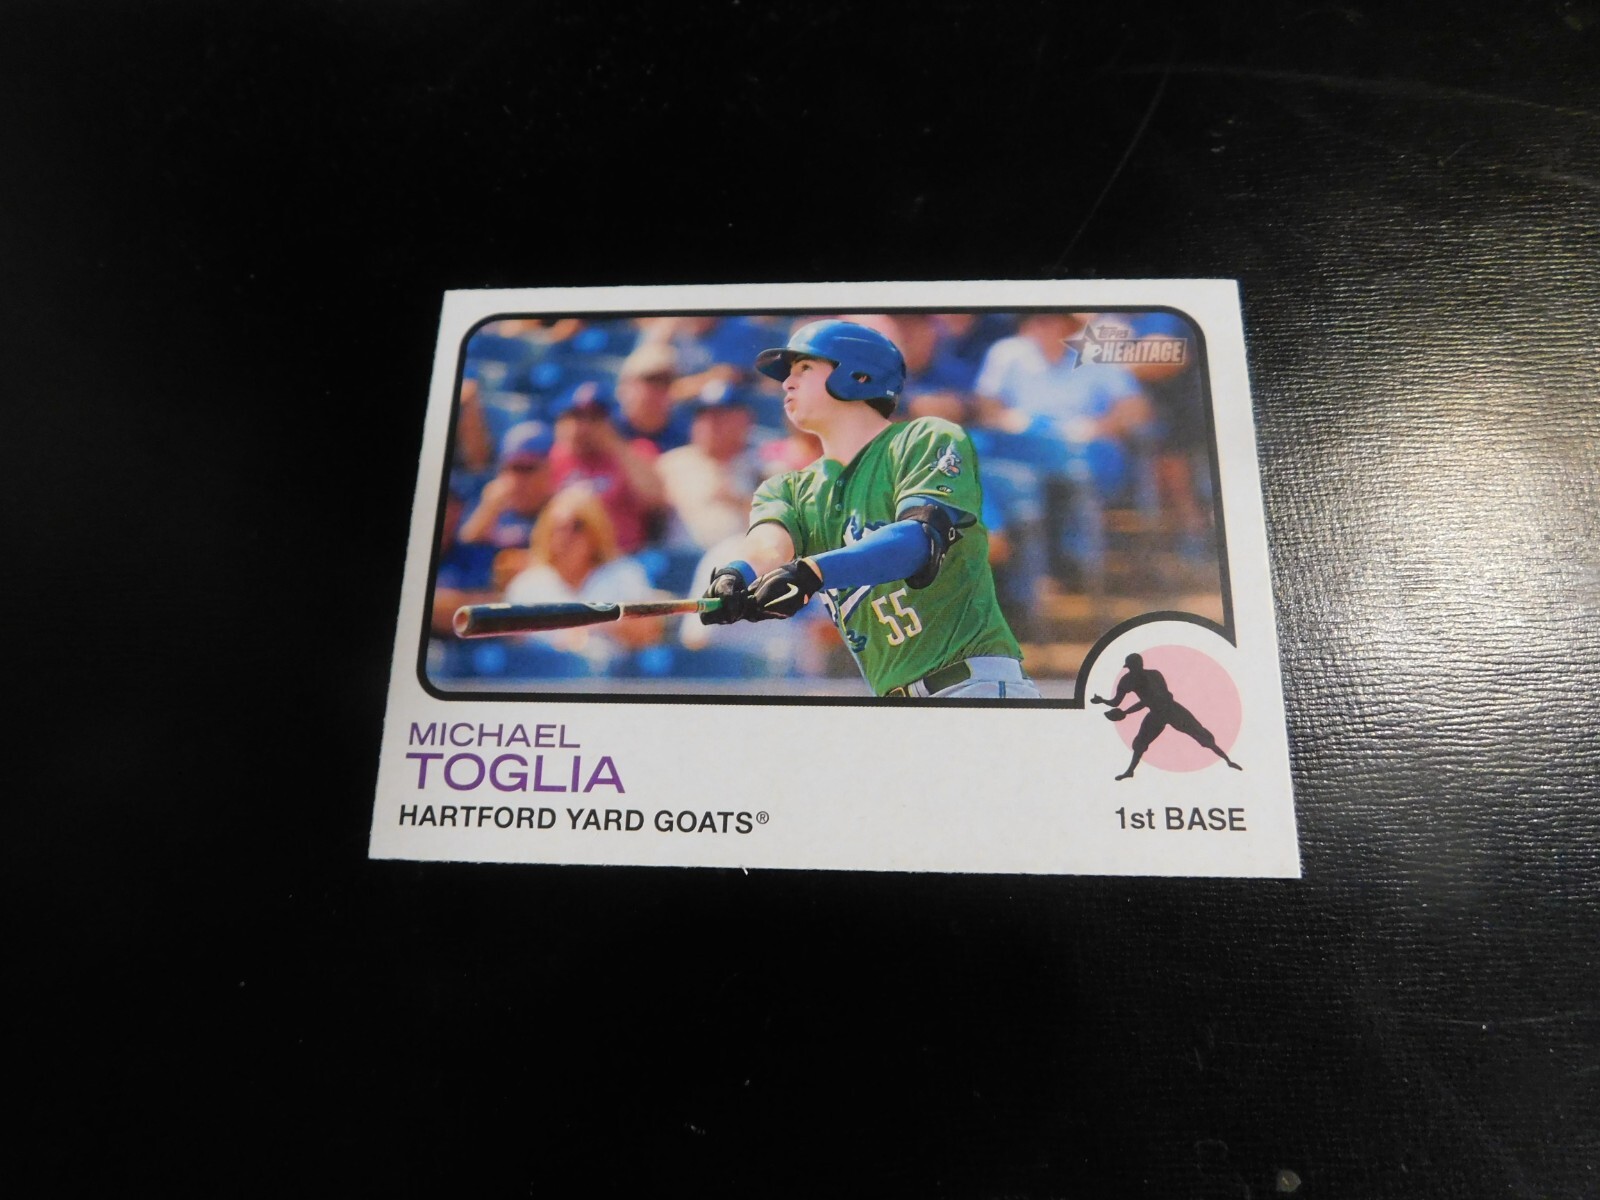 Topps
HERITAGE
55
MICHAEL
TOGLIA
HARTFORD YARD GOATS®
1st BASE